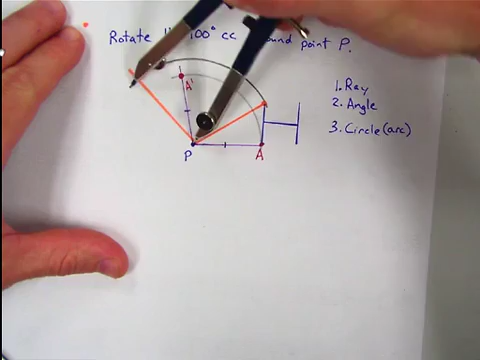 Rotate 100° cc point P.
1. Ray
2. Angle
3. Circle (arc)
A'
P
A